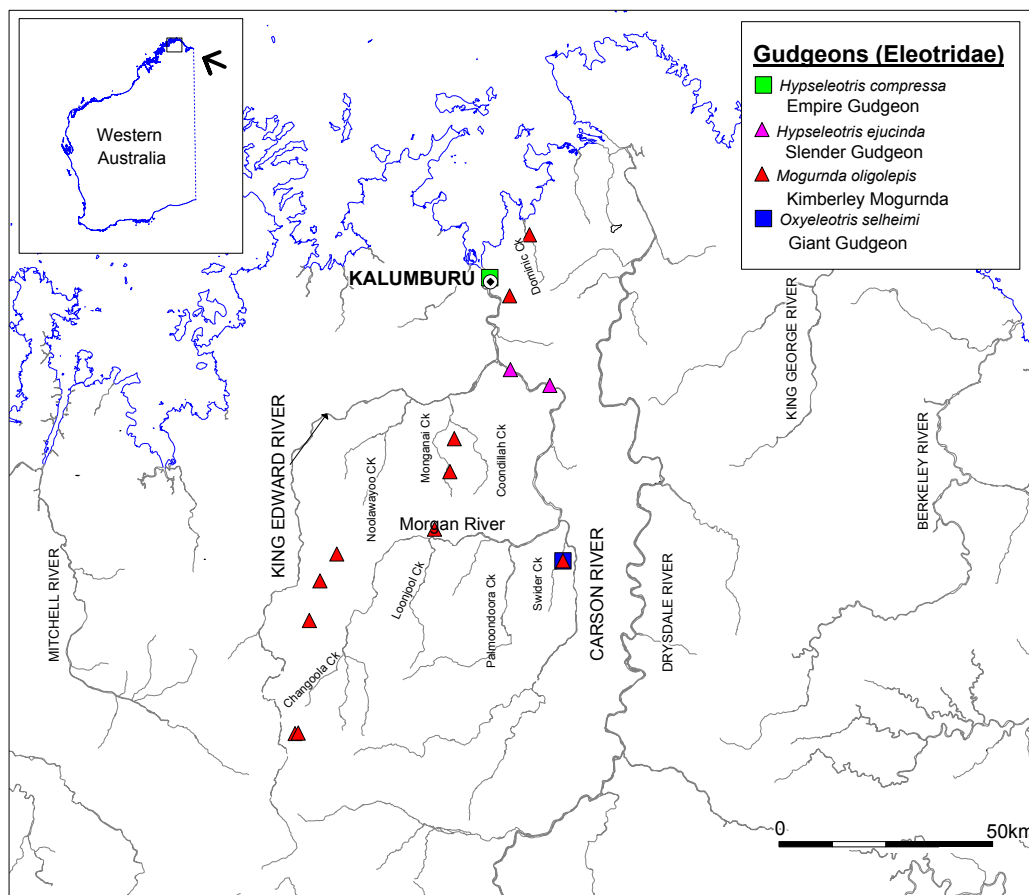 Western
Australia
Gudgeons (Eleotridae)
Hypseleotris compressa
Empire Gudgeon
Hypseleotris ejucinda
Slender Gudgeon
Mogurnda oligolepis
Kimberley Mogurnda
Oxyeleotris selheimi
Giant Gudgeon
KALUMBURU
Dominic Ck
KING GEORGE RIVER
BERKELEY RIVER
KING EDWARD RIVER
Noolawayoo CK
Monganai Ck
Coondillah Ck
Morgan River
MITCHELL RIVER
Loonjool Ck
Palmoondoora Ck
Swider Ck
CARSON RIVER
DRYSDALE RIVER
Changoola Ck
0 50km